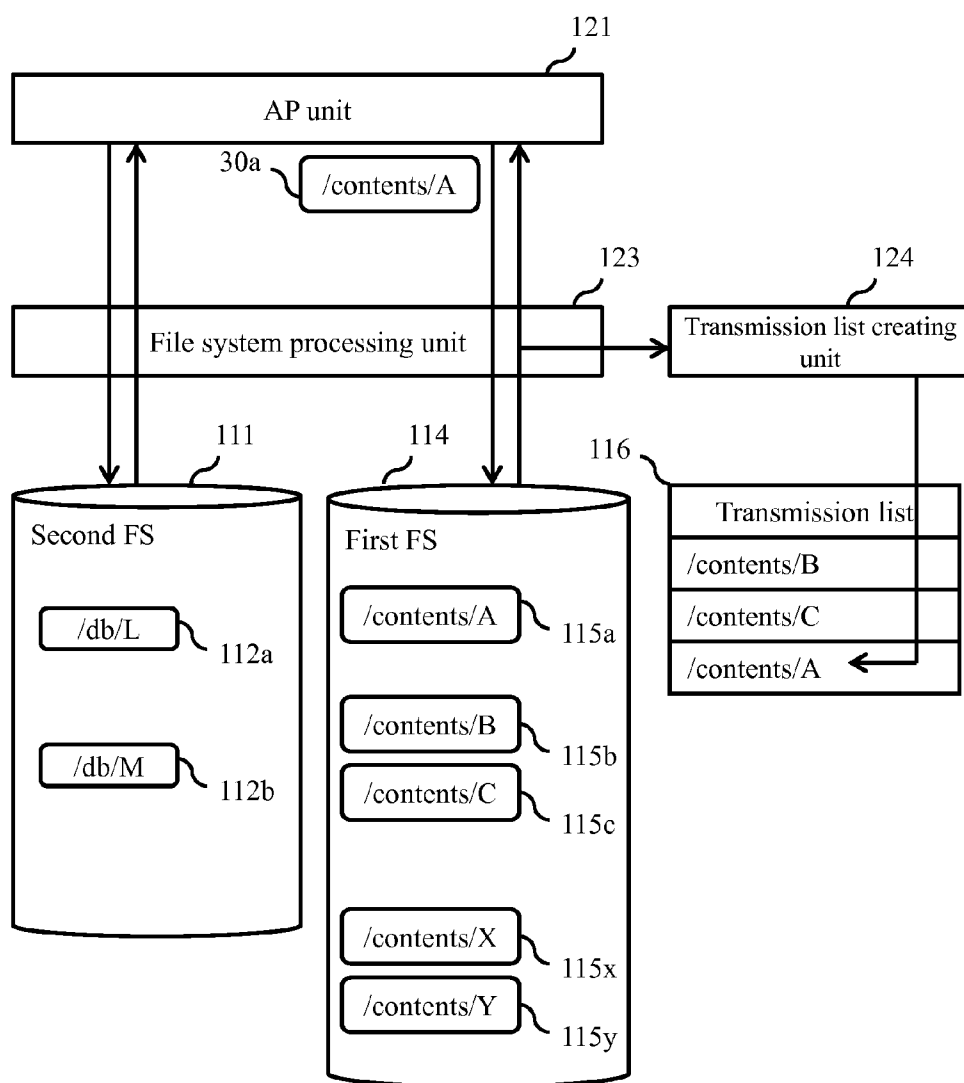 121
AP unit
30a
/contents/A
123
124
File system processing unit
Transmission list creating
unit
111
114
116
Second FS
First FS
Transmission list
/contents/B
/contents/C
/contents/A
/db/L
112a
/db/M
112b
/contents/A
115a
/contents/B
115b
/contents/C
115c
/contents/X
115x
/contents/Y
115y